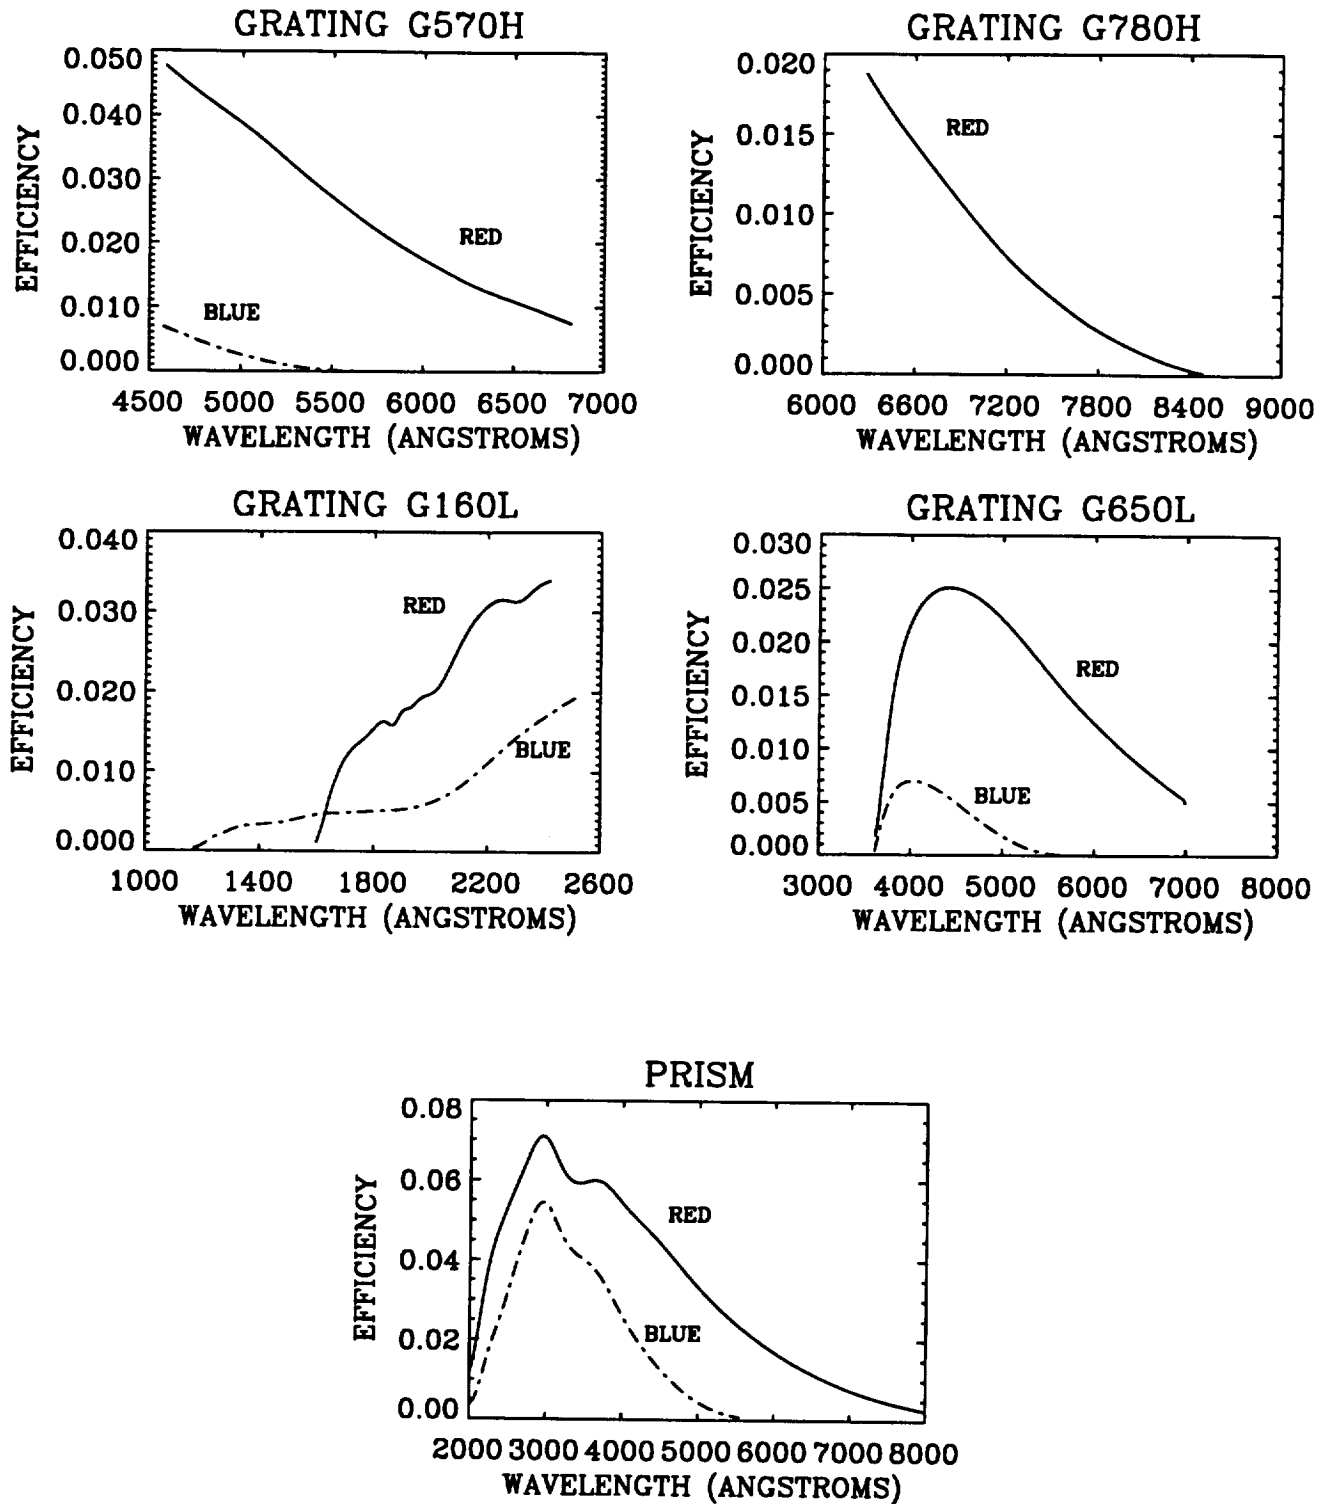 GRATING G570H
EFFICIENCY
0.050
0.040
0.030
0.020
0.010
0.000
RED
BLUE
4500 5000 5500 6000 6500 7000
WAVELENGTH (ANGSTROMS)
GRATING G780H
EFFICIENCY
0.020
0.015
0.010
0.005
0.000
RED
6000 6600 7200 7800 8400 9000
WAVELENGTH (ANGSTROMS)
GRATING G160L
EFFICIENCY
0.040
0.030
0.020
0.010
0.000
RED
BLUE
1000 1400 1800 2200 2600
WAVELENGTH (ANGSTROMS)
GRATING G650L
EFFICIENCY
0.030
0.025
0.020
0.015
0.010
0.005
0.000
RED
BLUE
3000 4000 5000 6000 7000 8000
WAVELENGTH (ANGSTROMS)
PRISM
EFFICIENCY
0.08
0.06
0.04
0.02
0.00
RED
BLUE
2000 3000 4000 5000 6000 7000 8000
WAVELENGTH (ANGSTROMS)